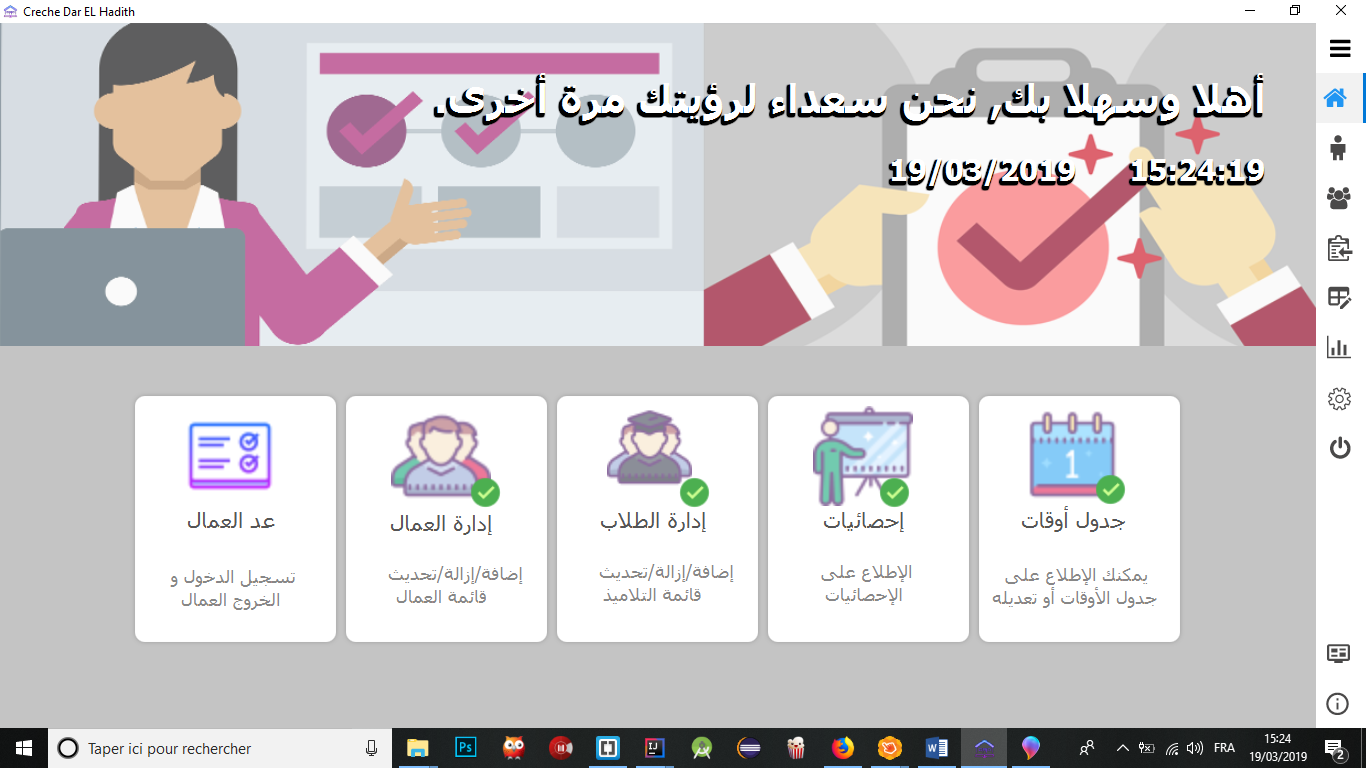 Creche Dar EL Hadith
أهلا وسهلا بك, نحن سعداء لرؤيتك مرة أخرى.
19/03/2019 15:24:19
جدول أوقات
يمكنك الإطلاع على
جدول الأوقات أو تعديله
1
إحصائيات
الإطلاع على
الإحصائيات
إدارة الطلاب
إضافة/إزالة/تحديث
قائمة التلاميذ
إدارة العمال
إضافة/إزالة/تحديث
قائمة العمال
عد العمال
تسجيل الدخول و
الخروج العمال
Taper ici pour rechercher
Ps
IJ
W
FRA
15:24
19/03/2019
2